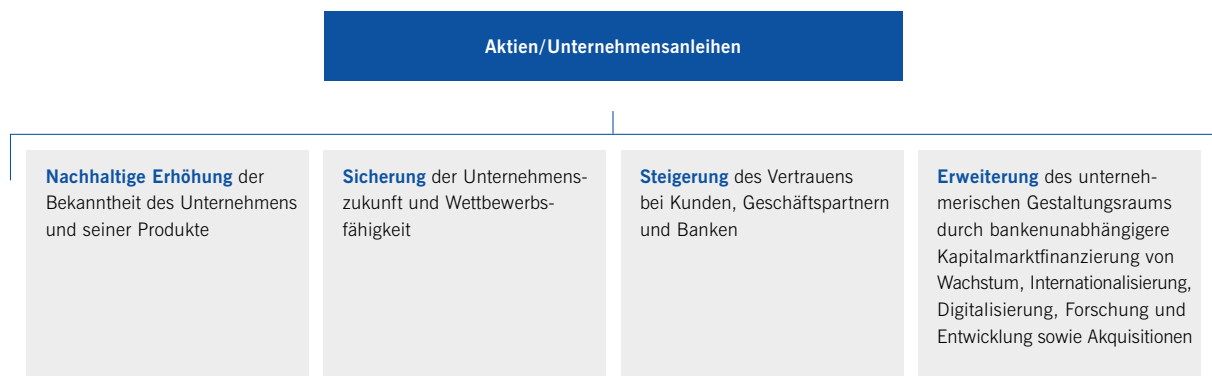 Aktien/Unternehmensanleihen
Nachhaltige Erhöhung der
Bekanntheit des Unternehmens
und seiner Produkte
Sicherung der Unternehmens-
zukunft und Wettbewerbs-
fähigkeit
Steigerung des Vertrauens
bei Kunden, Geschäftspartnern
und Banken
Erweiterung des unterneh-
merischen Gestaltungsraums
durch bankenunabhängigere
Kapitalmarktfinanzierung von
Wachstum, Internationalisierung,
Digitalisierung, Forschung und
Entwicklung sowie Akquisitionen